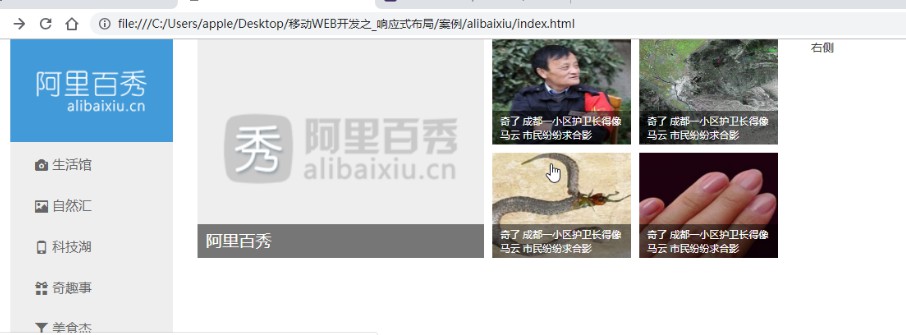 file:///C:/Users/apple/Desktop/移动WEB开发之_响应式布局/案例/alibaixiu/index.html
阿里百秀
alibaixiu.cn
生活馆
自然汇
科技湖
奇趣事
美食杰
秀 阿里百秀
alibaixiu.cn
阿里百秀
奇了 成都一小区护卫长得像
马云 市民纷纷求合影
奇了 成都一小区护卫长得像
马云 市民纷纷求合影
奇了 成都一小区护卫长得像
马云 市民纷纷求合影
奇了 成都一小区护卫长得像
马云 市民纷纷求合影
右侧